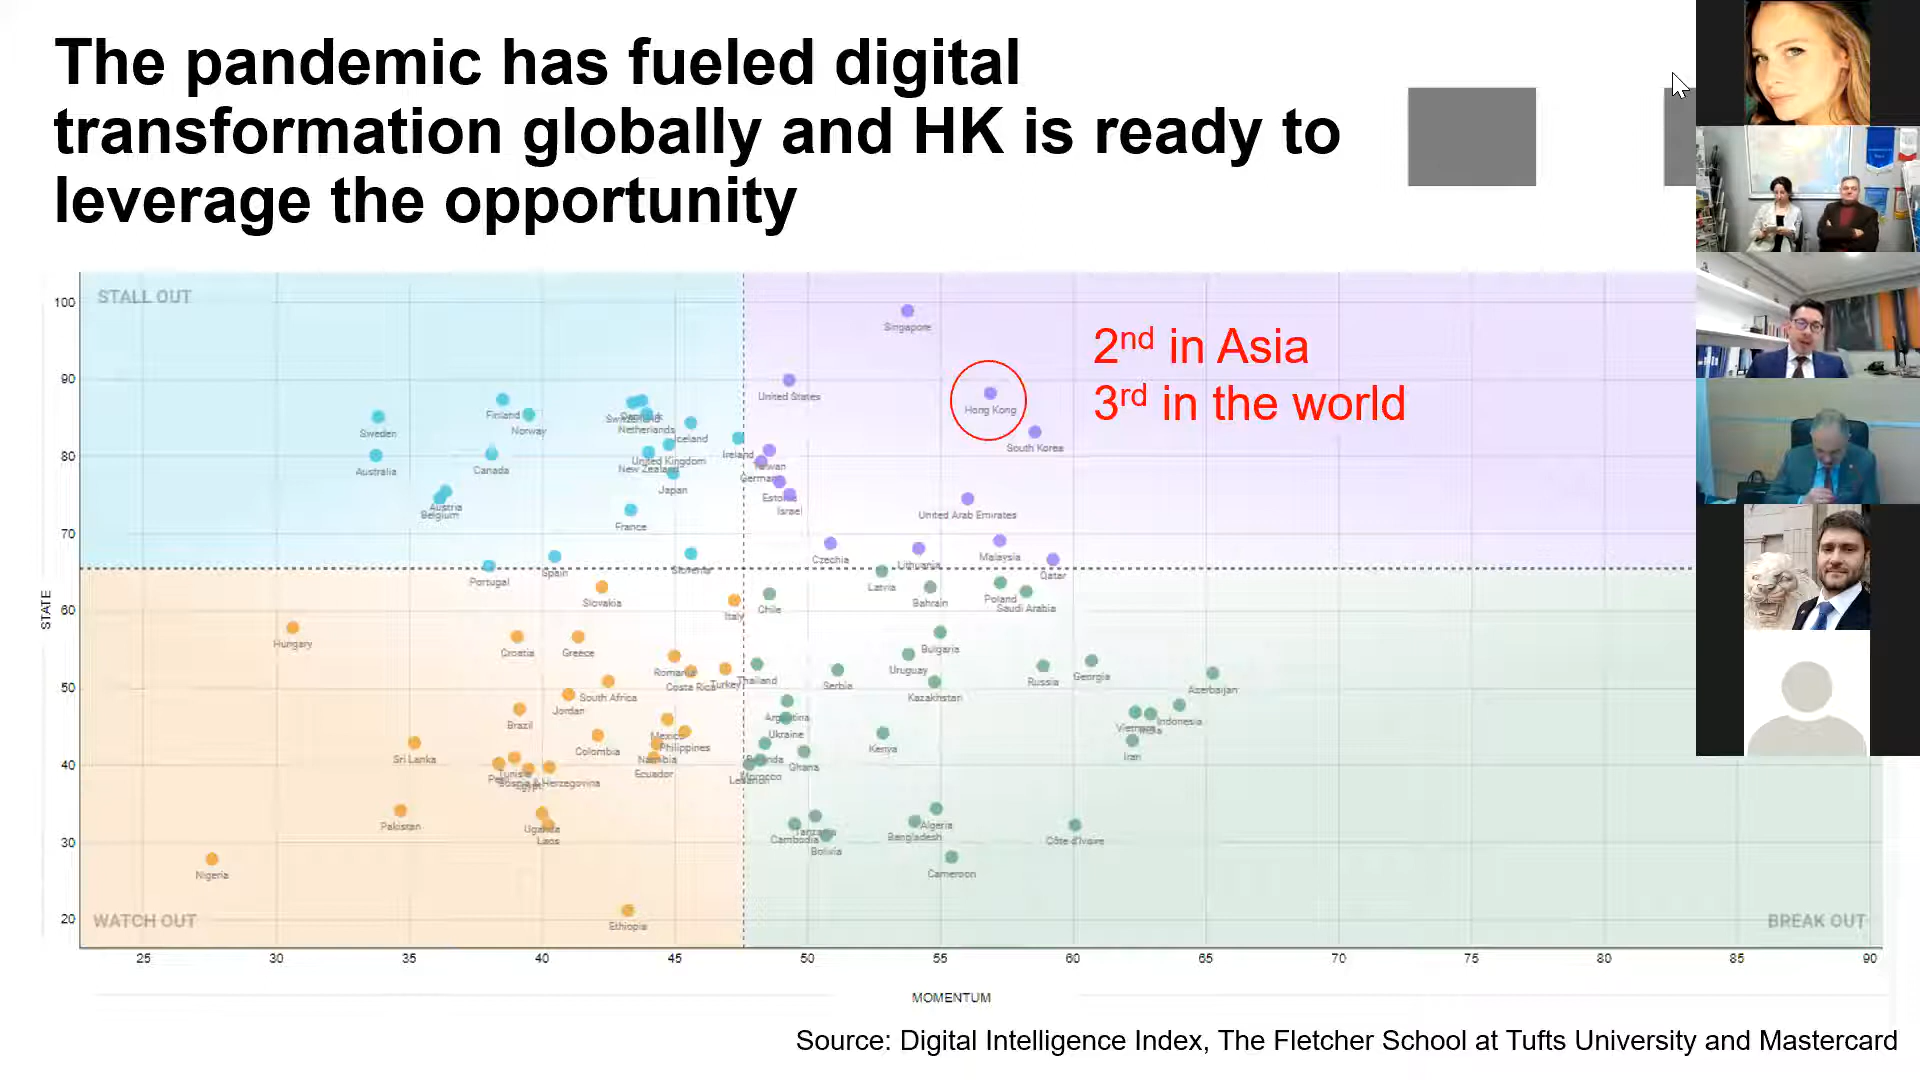 The pandemic has fueled digital
transformation globally and HK is ready to
leverage the opportunity
STALL OUT
100
90
80
70
60
50
40
30
20
STATE
Singapore
2nd in Asia
3rd in the world
United States
Hong Kong
South Korea
Sweden
Finland
Norway
Netherlands
Iceland
Ireland
Australia
Canada
United Kingdom
New Zealand
Japan
Taiwan
Germany
Estonia
Israel
Austria
Belgium
France
United Arab Emirates
Czechia
Lithuania
Malaysia
Qatar
Portugal
Spain
Slovenia
Slovakia
Italy
Chile
Latvia
Bahrain
Poland
Saudi Arabia
Hungary
Croatia
Greece
Bulgaria
Romania
Costa Rica
Turkey
Thailand
Serbia
Uruguay
Kazakhstan
Russia
Georgia
Azerbaijan
South Africa
Jordan
Brazil
Colombia
Mexico
Philippines
Argentina
Ukraine
Kenya
Vietnam
Indonesia
Iran
Sri Lanka
Namibia
Ecuador
Morocco
Ghana
Pakistan
Uganda
Laos
Tanzania
Cambodia
Bolivia
Algeria
Bangladesh
Côte d'Ivoire
Nigeria
Cameroon
Ethiopia
WATCH OUT
BREAK OUT
25 30 35 40 45 50 55 60 65 70 75 80 85 90
MOMENTUM
Source: Digital Intelligence Index, The Fletcher School at Tufts University and Mastercard